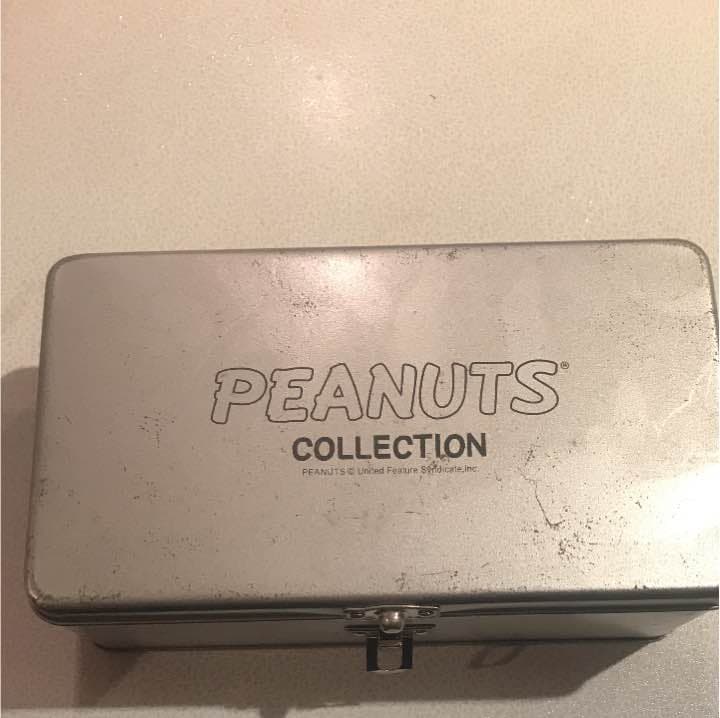 PEANUTS®
COLLECTION
PEANUTS © United Feature Syndicate,Inc.